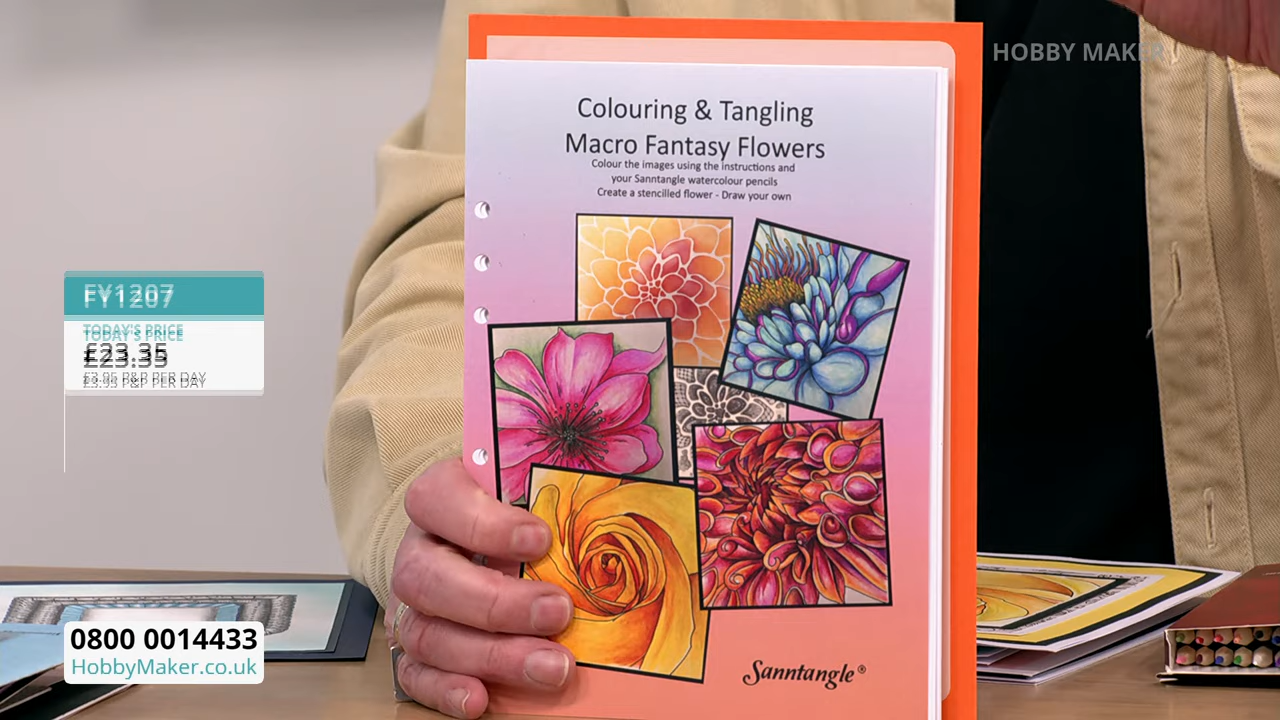 HOBBY MAKER
Colouring & Tangling
Macro Fantasy Flowers
Colour the images using the instructions and
your Sanntangle watercolour pencils
Create a stencilled flower - Draw your own
Sanntangle®
FY1207
TODAY'S PRICE
£23.35
£3.95 P&P PER DAY
0800 0014433
HobbyMaker.co.uk